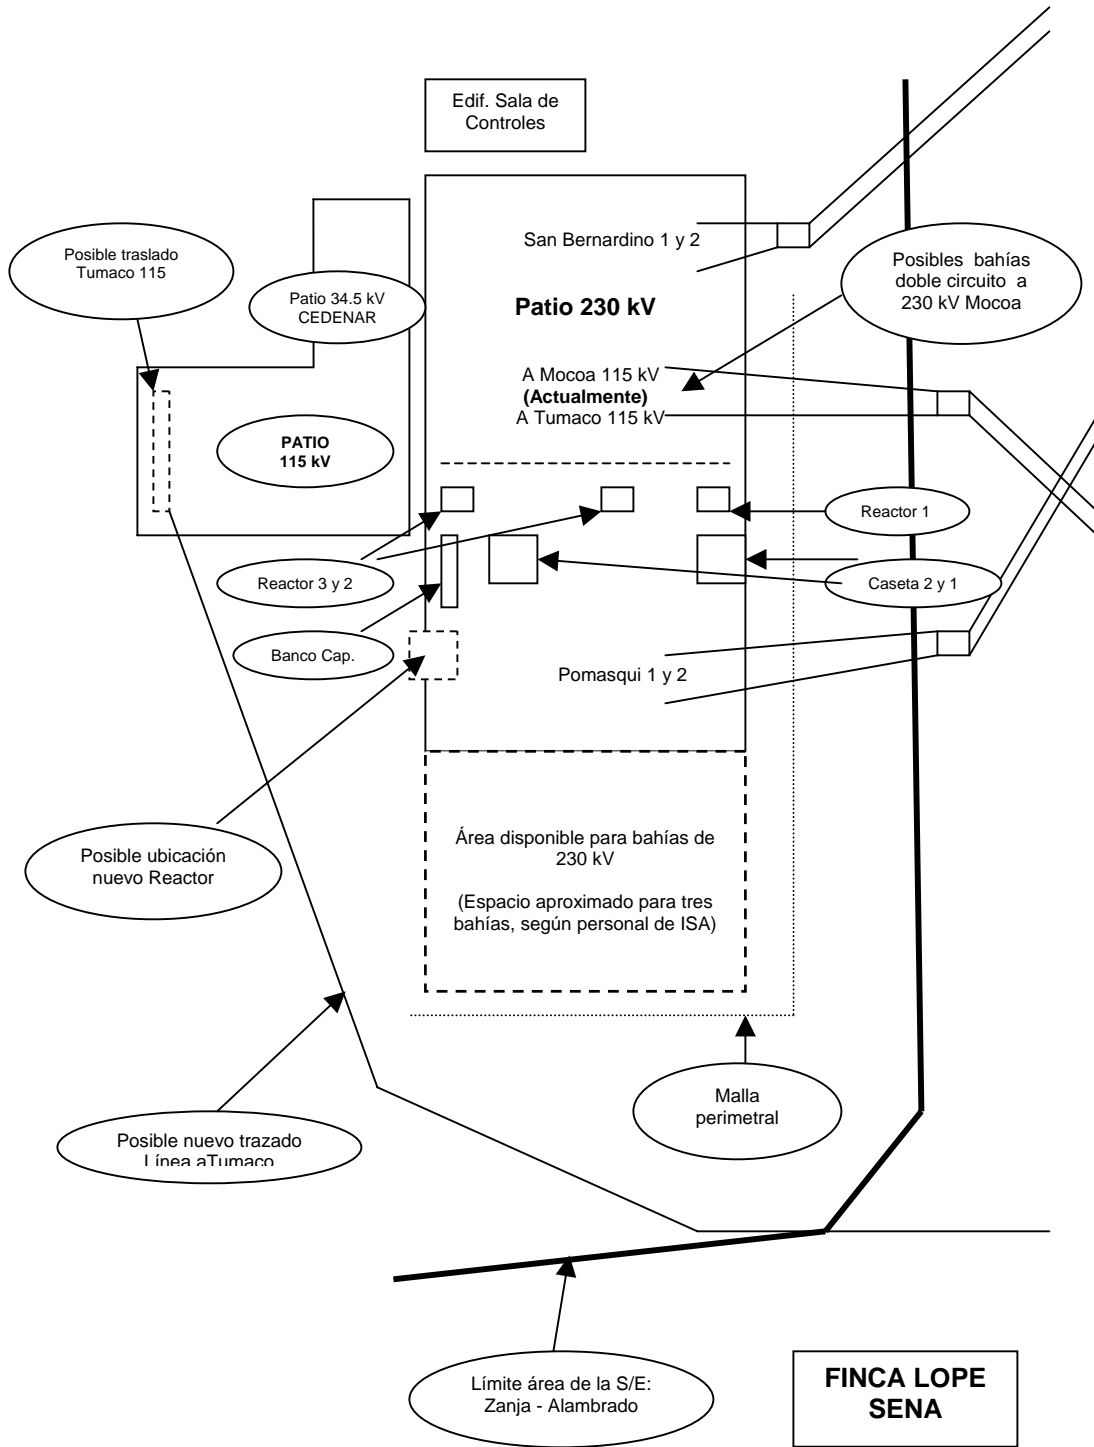 Edif. Sala de
Controles
San Bernardino 1 y 2
Posible traslado
Tumaco 115
Patio 34.5 kV
CEDENAR
Patio 230 kV
Posibles bahías
doble circuito a
230 kV Mocoa
A Mocoa 115 kV
(Actualmente)
A Tumaco 115 kV
PATIO
115 kV
Reactor 1
Reactor 3 y 2
Caseta 2 y 1
Banco Cap.
Pomasqui 1 y 2
Posible ubicación
nuevo Reactor
Área disponible para bahías de
230 kV
(Espacio aproximado para tres
bahías, según personal de ISA)
Malla
perimetral
Posible nuevo trazado
Línea aTumaco
Límite área de la S/E:
Zanja - Alambrado
FINCA LOPE
SENA